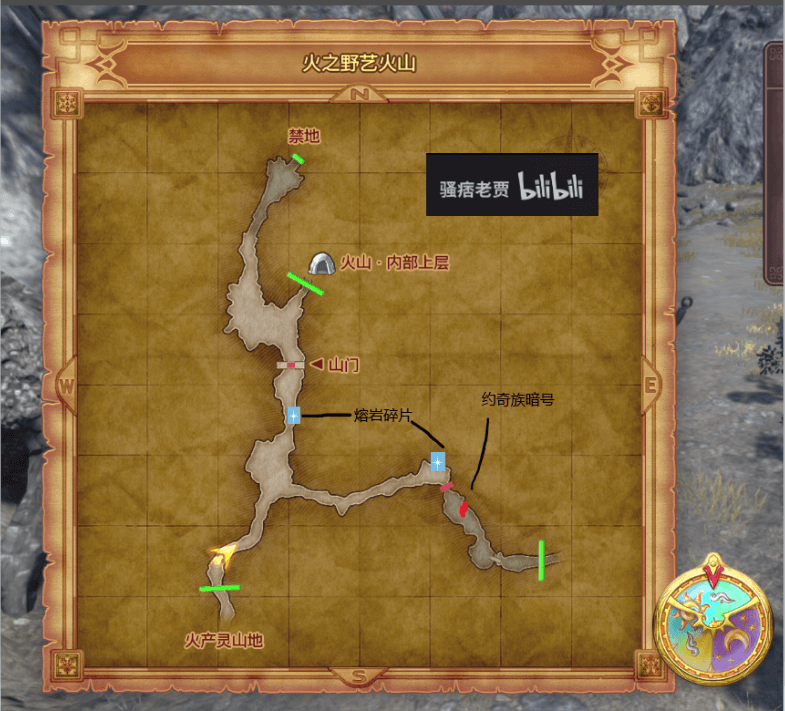 火之野艺火山
N
禁地
骚痞老贾 bilibili
火山·内部上层
山门
W
E
约奇族暗号
熔岩碎片
火产灵山地
S